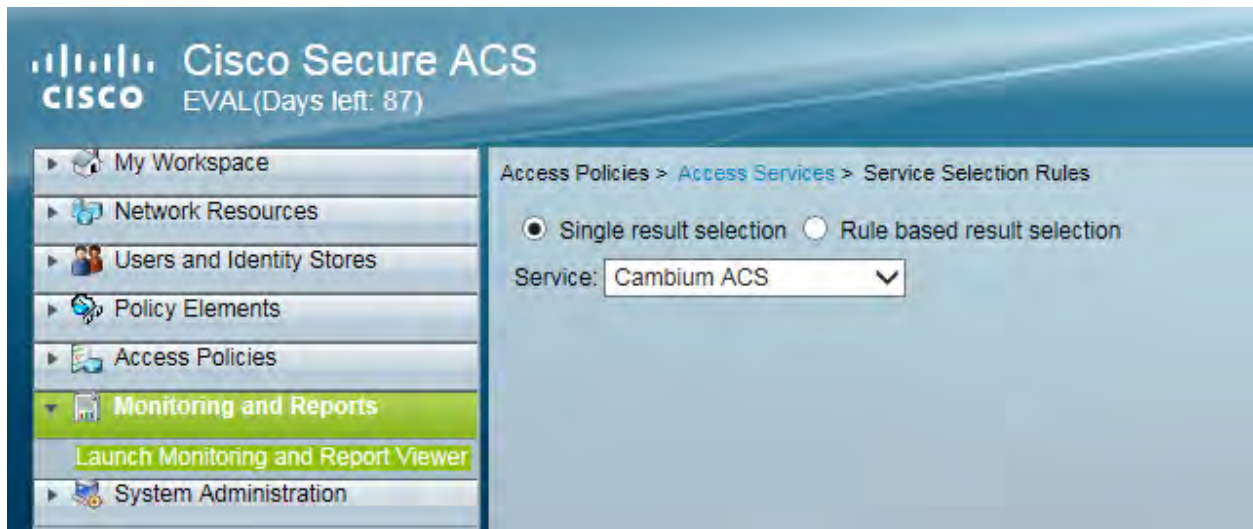 Cisco Secure ACS
CISCO
EVAL(Days left: 87)
My Workspace
Network Resources
Users and Identity Stores
Policy Elements
Access Policies
Monitoring and Reports
Launch Monitoring and Report Viewer
System Administration
Access Policies > Access Services > Service Selection Rules
Single result selection Rule based result selection
Service: Cambium ACS